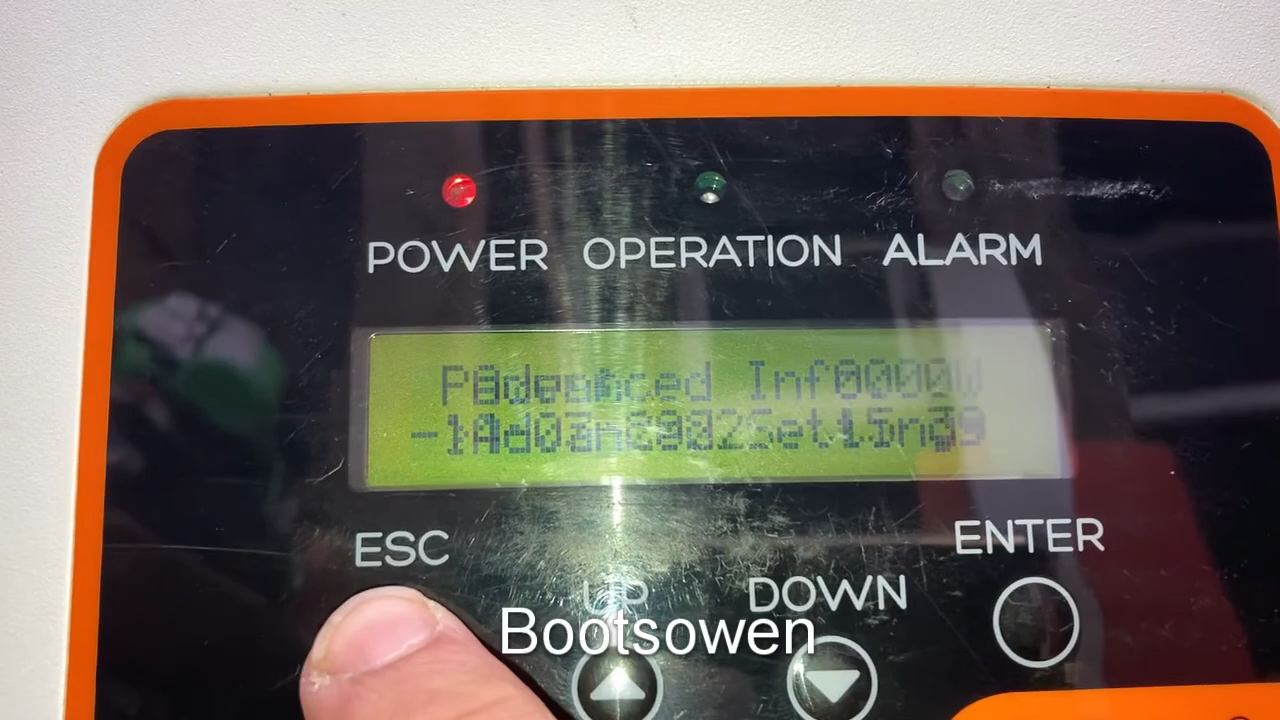 POWER OPERATION ALARM
ESC
ENTER
UP
DOWN
Bootsowen